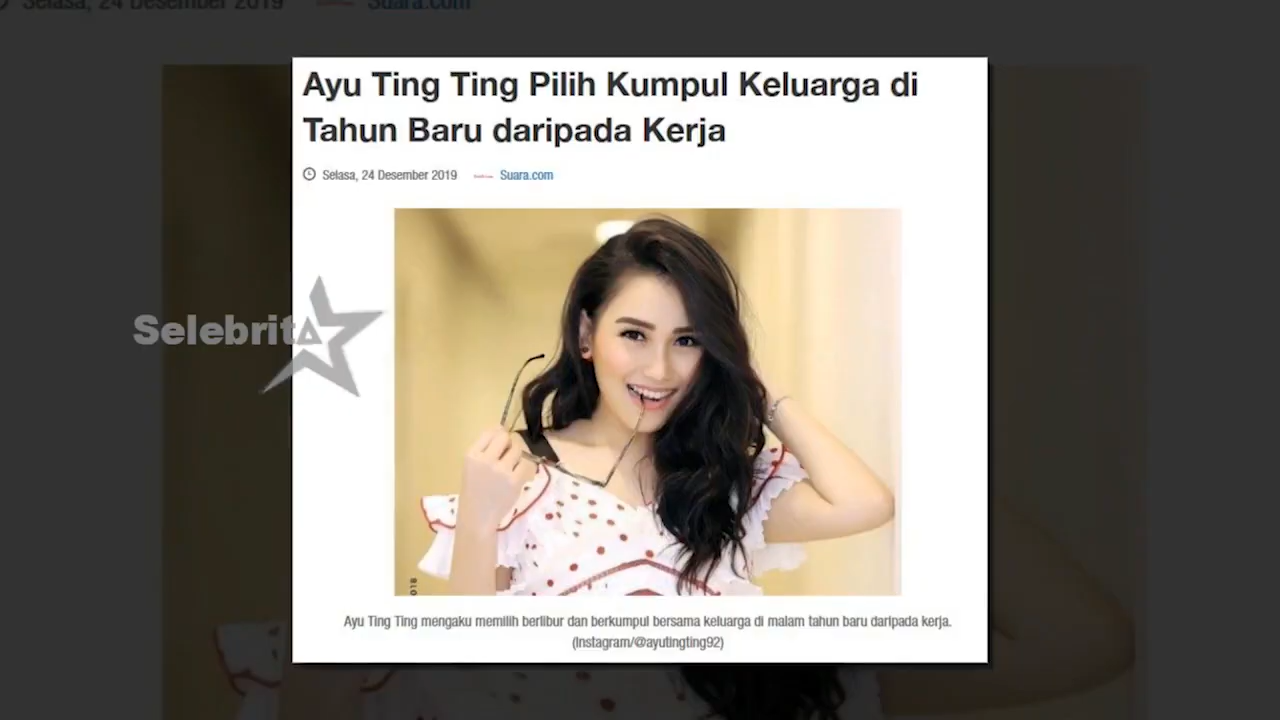 Selasa, 24 Desember 2019 Suara.com
Ayu Ting Ting Pilih Kumpul Keluarga di
Tahun Baru daripada Kerja
Selasa, 24 Desember 2019 Suara.com
Selebrita
Ayu Ting Ting mengaku memilih berlibur dan berkumpul bersama keluarga di malam tahun baru daripada kerja.
(Instagram/@ayutingting92)